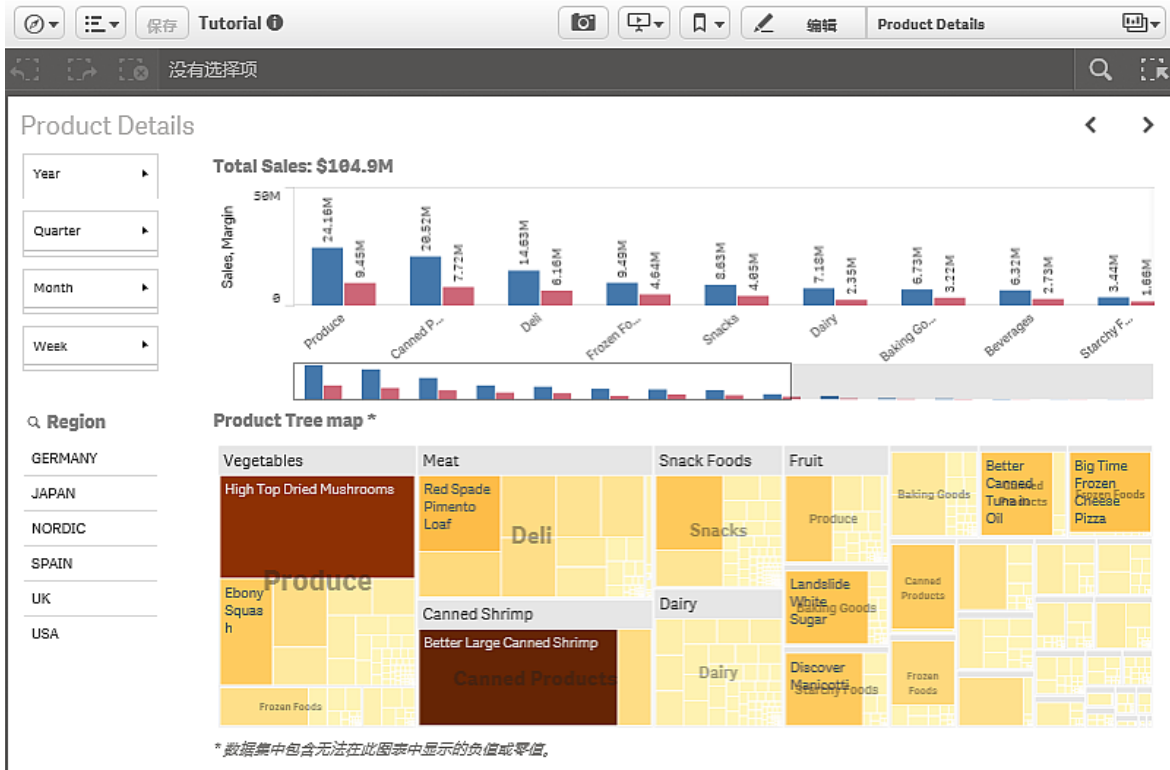 保存
Tutorial
编辑
Product Details
没有选择项
Product Details
Year
Quarter
Month
Week
Region
GERMANY
JAPAN
NORDIC
SPAIN
UK
USA
Total Sales: $104.9M
Sales, Margin
50M
0
24.16M
9.45M
20.52M
7.72M
14.63M
6.16M
9.49M
4.64M
8.63M
4.05M
7.18M
2.35M
6.73M
3.22M
6.32M
2.73M
3.44M
1.66M
Produce
Canned P...
Deli
Frozen Fo...
Snacks
Dairy
Baking Go...
Beverages
Starchy F...
Product Tree map *
Vegetables
High Top Dried Mushrooms
Produce
Ebony
Squas
h
Frozen Foods
Meat
Red Spade
Pimento
Loaf
Deli
Canned Shrimp
Better Large Canned Shrimp
Canned Products
Snack Foods
Snacks
Dairy
Dairy
Fruit
Produce
Landslide
White
Sugar
Baking Goods
Discover
Manicotti
Starchy Foods
Baking Goods
Better
Canned
Tuna in
Oil
Canned
Products
Big Time
Frozen
Cheese
Pizza
Frozen Foods
Canned
Products
Frozen
Foods
* 数据集中包含无法在此图表中显示的负值或零值。